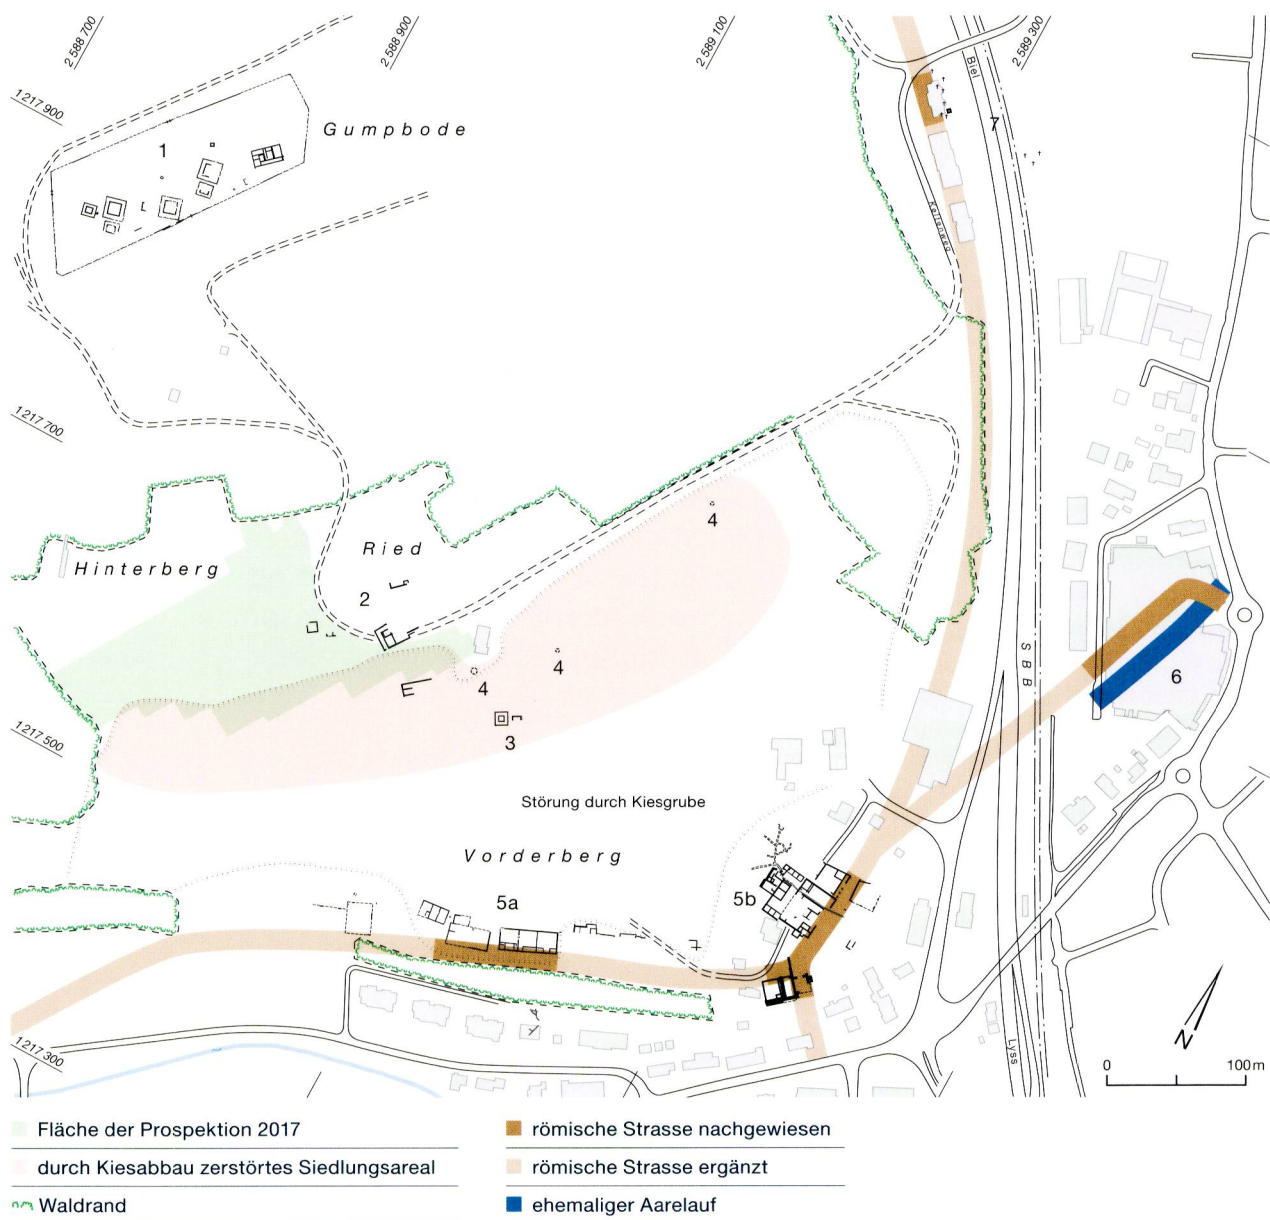 2 588 700
2 588 900
2 589 100
2 589 300
Biel
1 217 900
Gumpbode
1
7
Kellenweg
1 217 700
4
Ried
Hinterberg
2
4
4
SBB
6
1 217 500
3
Störung durch Kiesgrube
Vorderberg
5a
5b
N
1 217 300
Lyss
0
100 m
Fläche der Prospektion 2017
durch Kiesabbau zerstörtes Siedlungsareal
Waldrand
römische Strasse nachgewiesen
römische Strasse ergänzt
ehemaliger Aarelauf